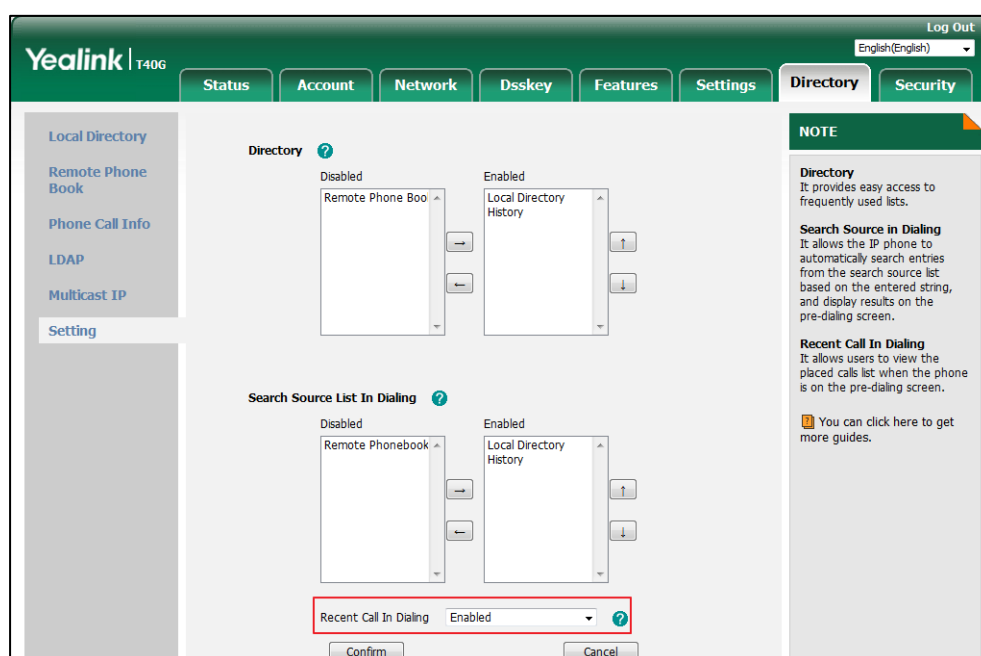 Log Out
Yealink T40G
English(English)
Status Account Network Dsskey Features Settings Directory Security
Local Directory
Remote Phone
Book
Phone Call Info
LDAP
Multicast IP
Setting
Directory ?
Disabled Enabled
Remote Phone Boo
Local Directory
History
→ ↑
← ↓
Search Source List In Dialing ?
Disabled Enabled
Remote Phonebook
Local Directory
History
→ ↑
← ↓
Recent Call In Dialing Enabled ?
Confirm Cancel
NOTE
Directory
It provides easy access to
frequently used lists.
Search Source in Dialing
It allows the IP phone to
automatically search entries
from the search source list
based on the entered string,
and display results on the
pre-dialing screen.
Recent Call In Dialing
It allows users to view the
placed calls list when the phone
is on the pre-dialing screen.
? You can click here to get
more guides.